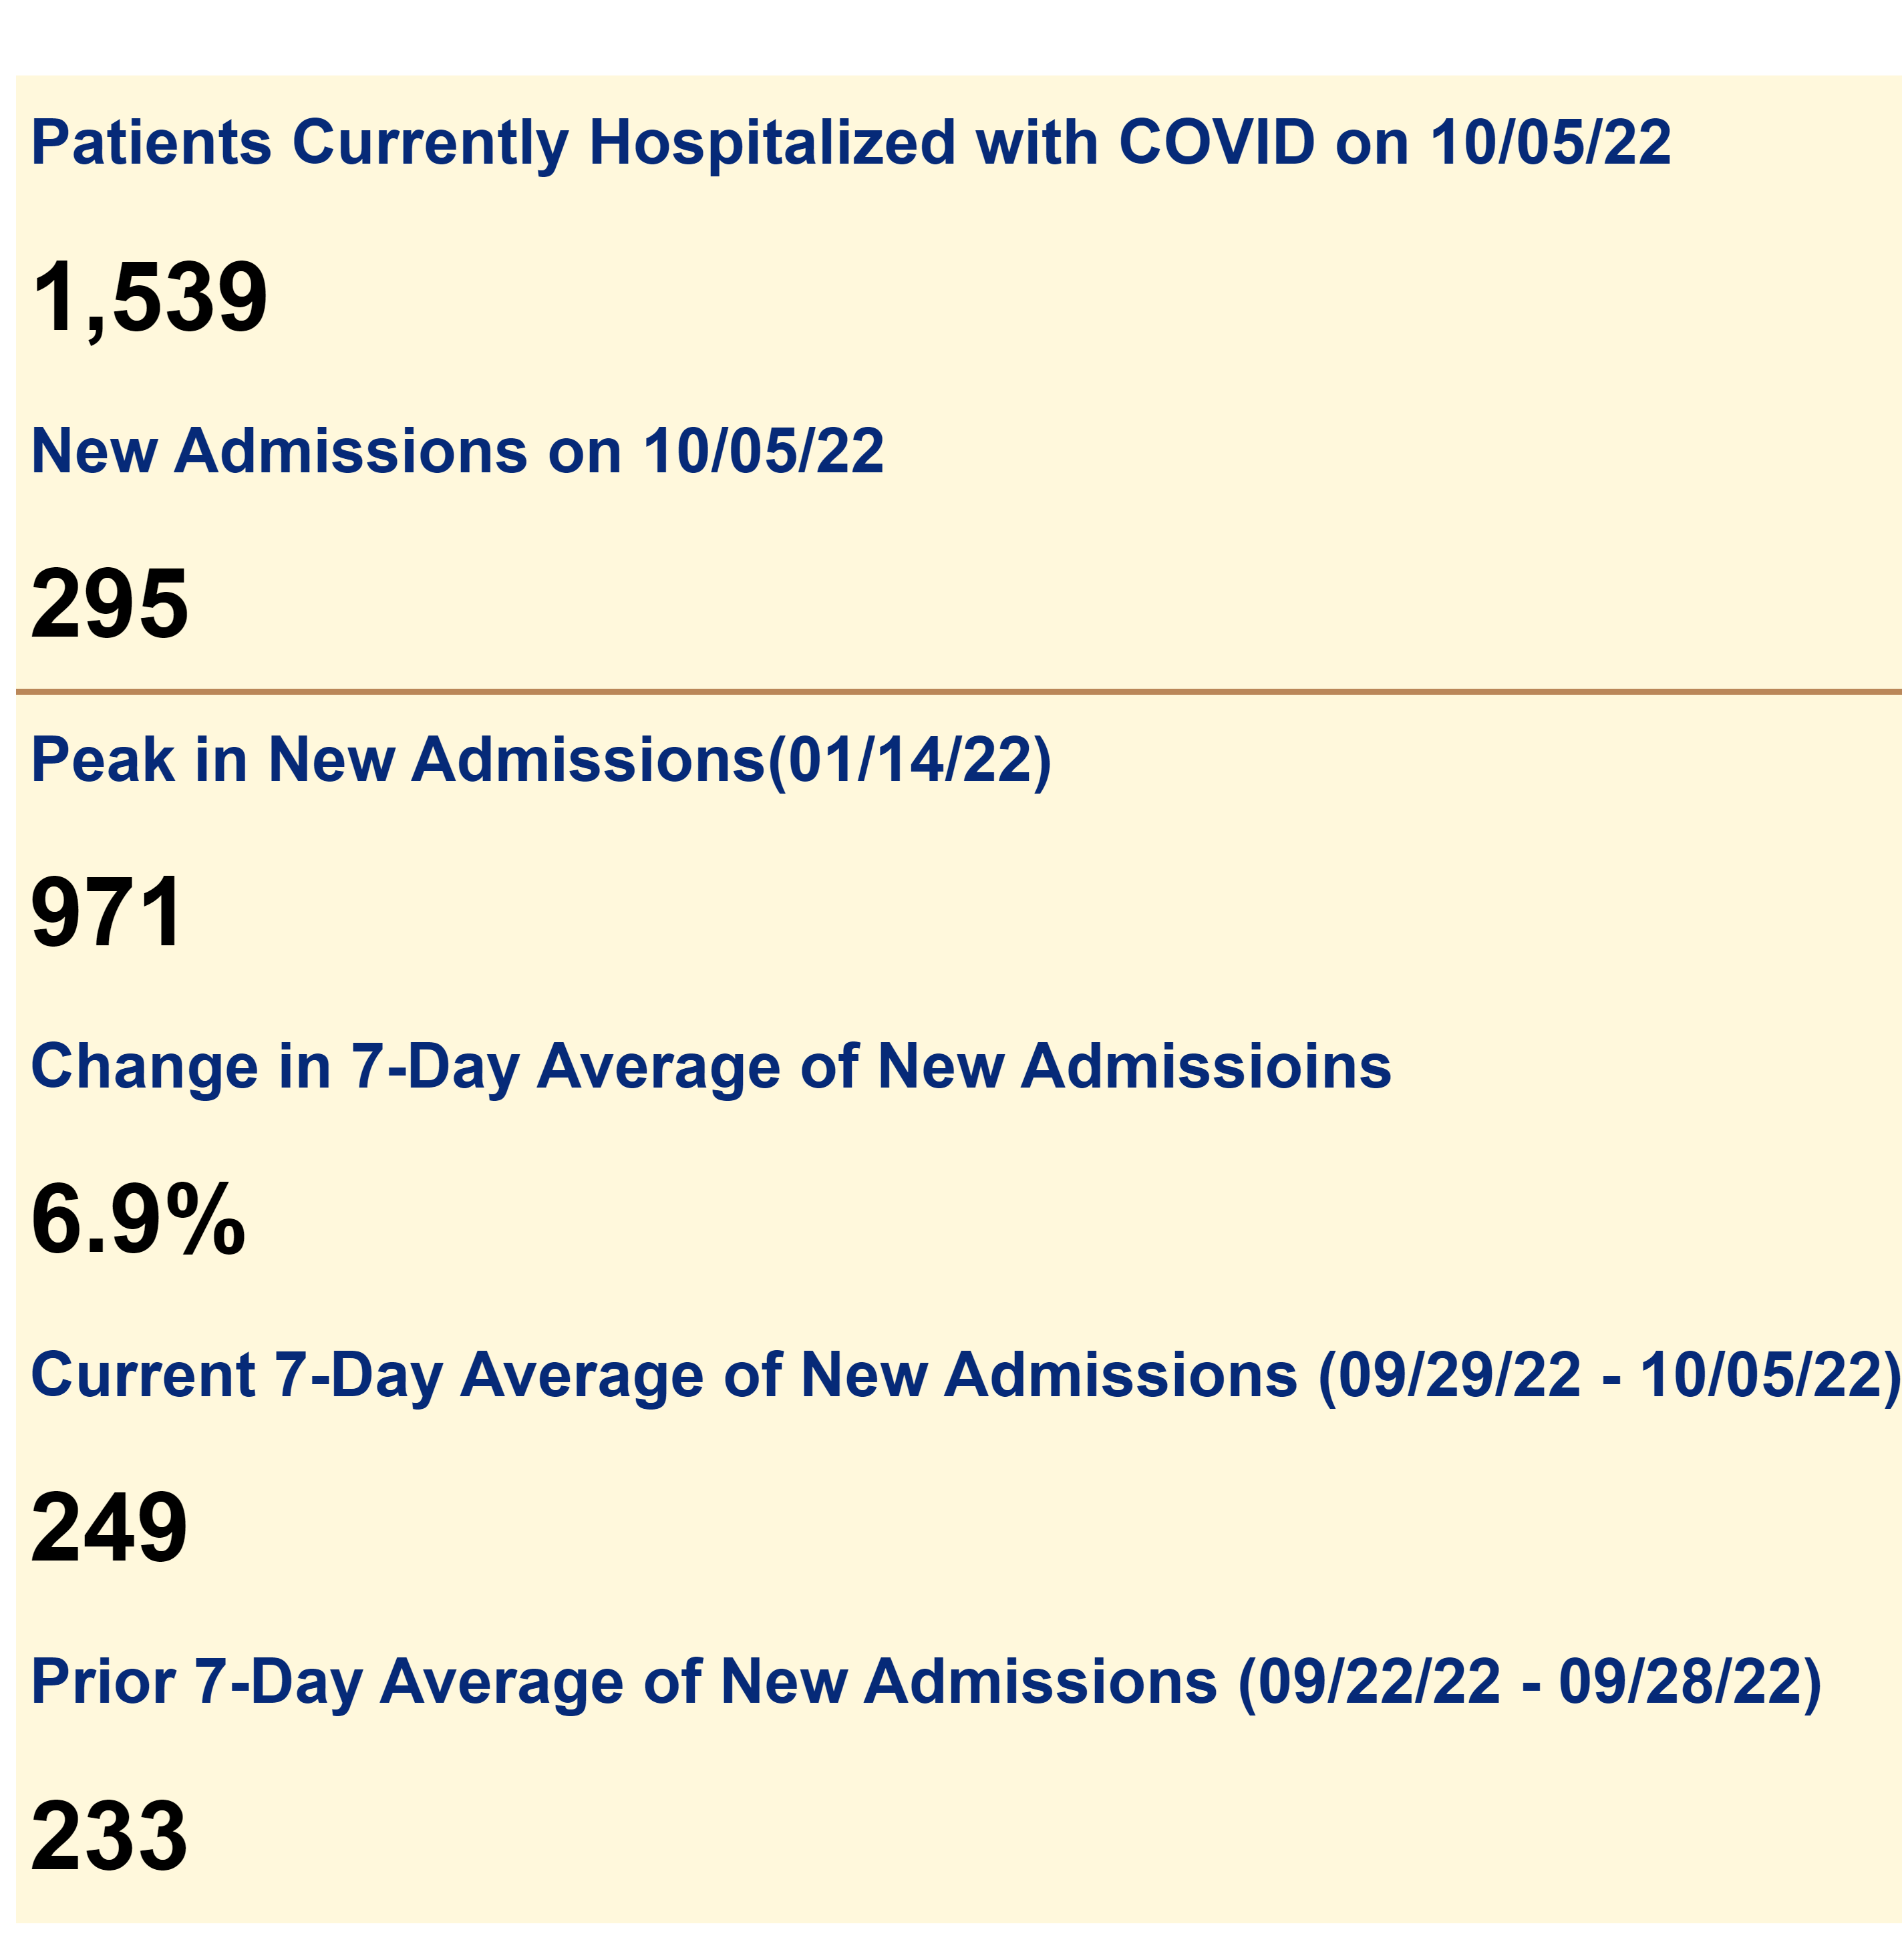 Patients Currently Hospitalized with COVID on 10/05/22
1,539
New Admissions on 10/05/22
295
Peak in New Admissions(01/14/22)
971
Change in 7-Day Average of New Admissioins
6.9%
Current 7-Day Average of New Admissions (09/29/22 - 10/05/22)
249
Prior 7-Day Average of New Admissions (09/22/22 - 09/28/22)
233